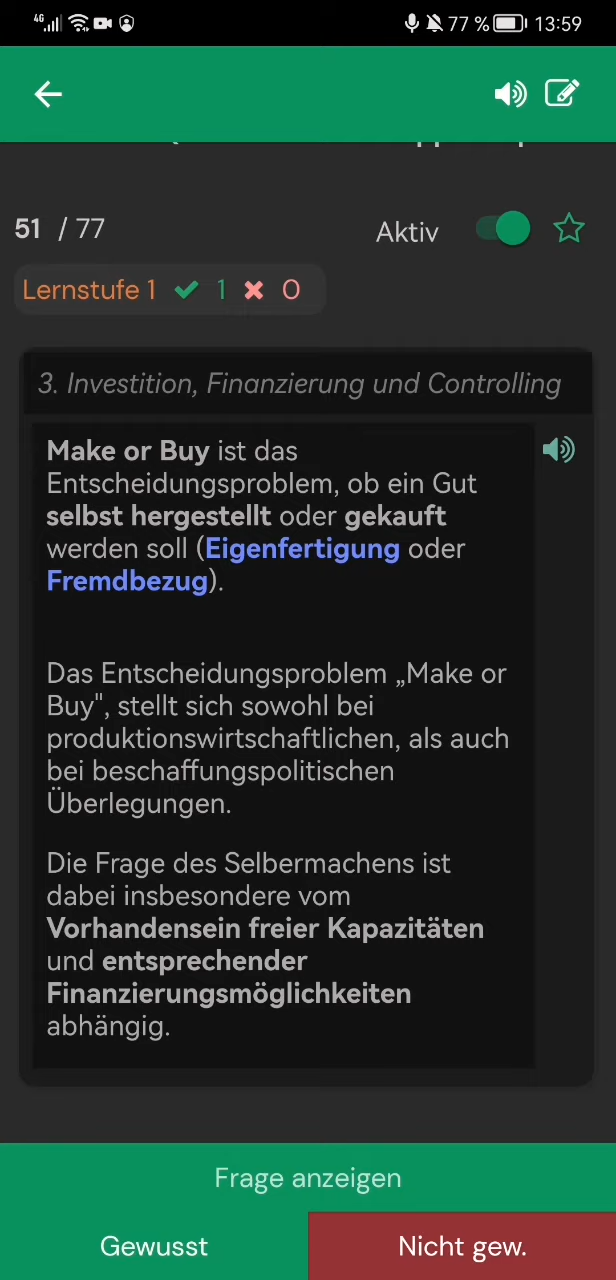 4G 77 % 13:59
51 / 77
Aktiv
Lernstufe 1 1 0
3. Investition, Finanzierung und Controlling
Make or Buy ist das
Entscheidungsproblem, ob ein Gut
selbst hergestellt oder gekauft
werden soll (Eigenfertigung oder
Fremdbezug).
Das Entscheidungsproblem „Make or
Buy", stellt sich sowohl bei
produktionswirtschaftlichen, als auch
bei beschaffungspolitischen
Überlegungen.
Die Frage des Selbermachens ist
dabei insbesondere vom
Vorhandensein freier Kapazitäten
und entsprechender
Finanzierungsmöglichkeiten
abhängig.
Frage anzeigen
Gewusst
Nicht gew.